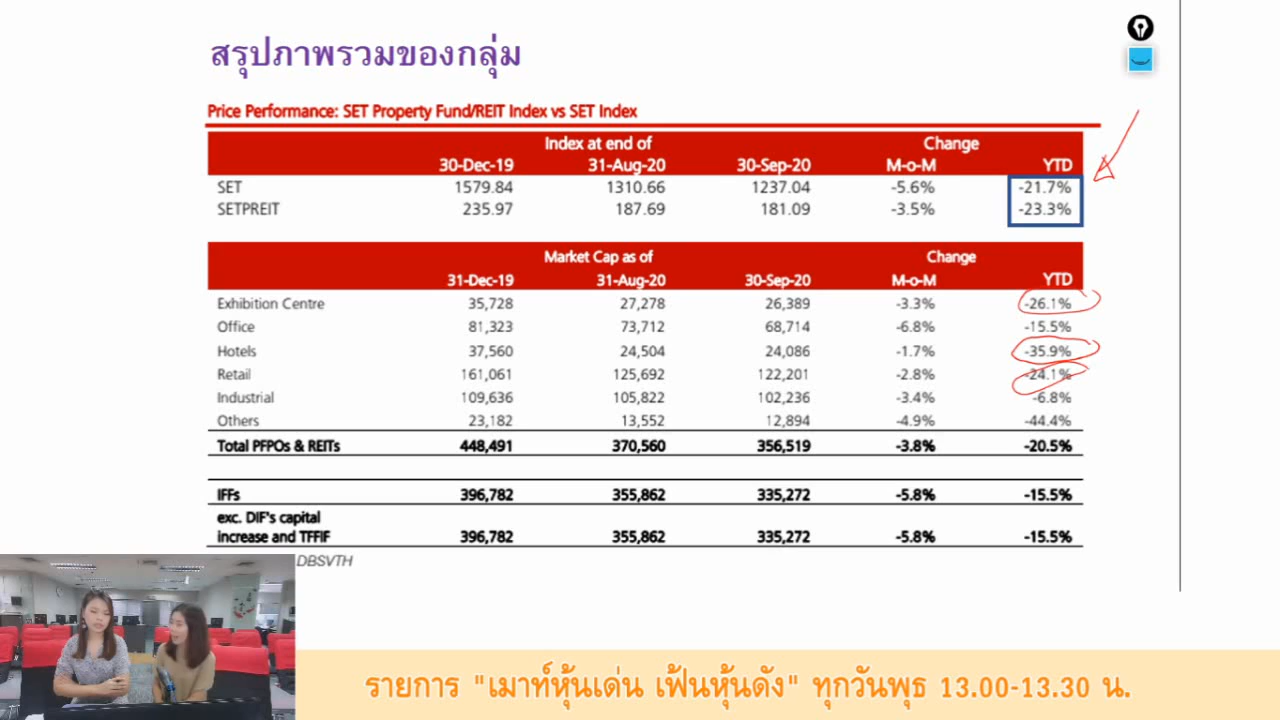 สรุปภาพรวมของกลุ่ม
Price Performance: SET Property Fund/REIT Index vs SET Index
Index at end of Change
30-Dec-19 31-Aug-20 30-Sep-20 M-o-M YTD
SET 1579.84 1310.66 1237.04 -5.6% -21.7%
SETPREIT 235.97 187.69 181.09 -3.5% -23.3%
Market Cap as of Change
31-Dec-19 31-Aug-20 30-Sep-20 M-o-M YTD
Exhibition Centre 35,728 27,278 26,389 -3.3% -26.1%
Office 81,323 73,712 68,714 -6.8% -15.5%
Hotels 37,560 24,504 24,086 -1.7% -35.9%
Retail 161,061 125,692 122,201 -2.8% -24.1%
Industrial 109,636 105,822 102,236 -3.4% -6.8%
Others 23,182 13,552 12,894 -4.9% -44.4%
Total PFPOs & REITs 448,491 370,560 356,519 -3.8% -20.5%
IFFs 396,782 355,862 335,272 -5.8% -15.5%
exc. DIF's capital
increase and TFFIF 396,782 355,862 335,272 -5.8% -15.5%
DBSVTH
รายการ "เมาท์หุ้นเด่น เฟ้นหุ้นดัง" ทุกวันพุธ 13.00-13.30 น.